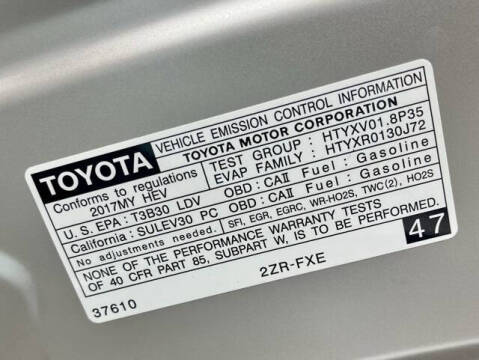 TOYOTA
VEHICLE EMISSION CONTROL INFORMATION
TOYOTA MOTOR CORPORATION
Conforms to regulations
2017MY HEV
TEST GROUP : HTYXV01.8P35
EVAP FAMILY : HTYXR0130J72
U.S. EPA : T3B30 LDV OBD : CAII Fuel : Gasoline
California : SULEV30 PC OBD : CAII Fuel : Gasoline
No adjustments needed. SFI, EGR, EGRC, WR-HO2S, TWC(2), HO2S
NONE OF THE PERFORMANCE WARRANTY TESTS
OF 40 CFR PART 85, SUBPART W, IS TO BE PERFORMED.
47
37610 2ZR-FXE